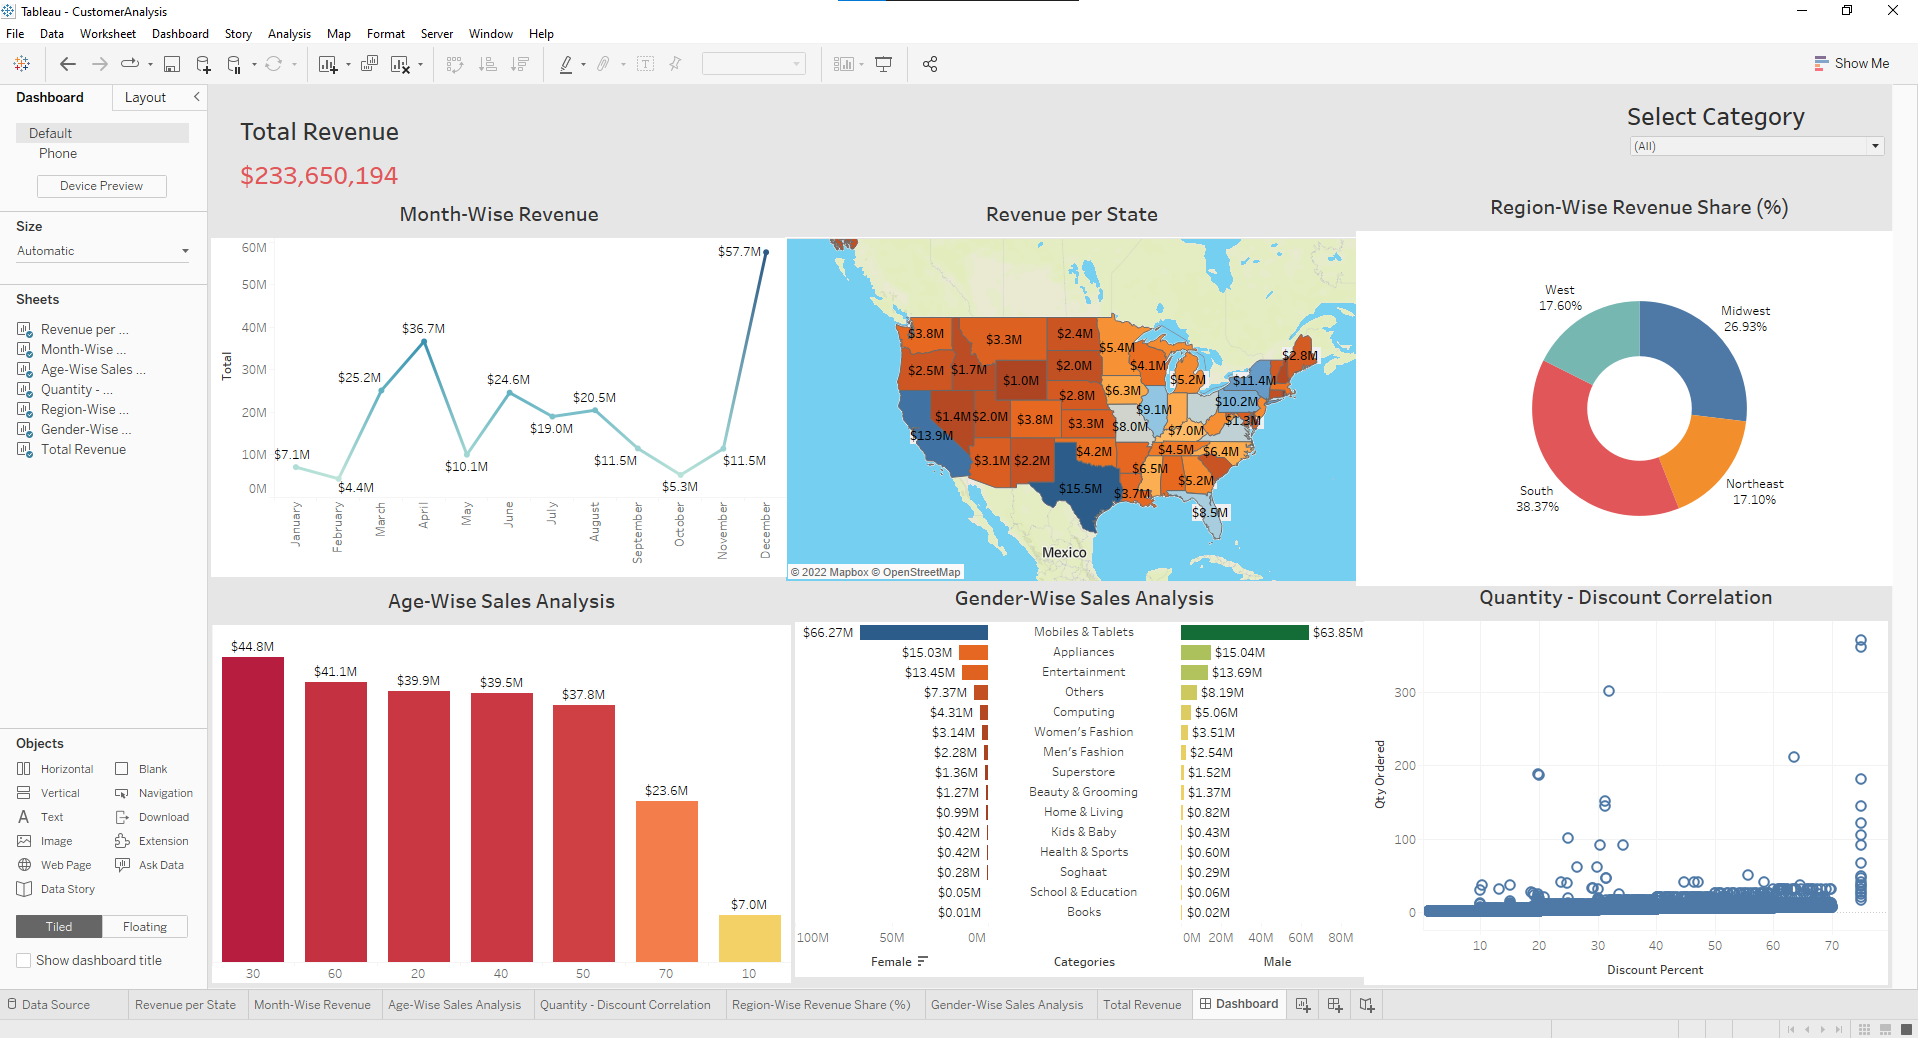 Tableau - CustomerAnalysis
File Data Worksheet Dashboard Story Analysis Map Format Server Window Help
Show Me
Dashboard Layout
Default
Phone
Device Preview
Size
Automatic
Sheets
Revenue per ...
Month-Wise ...
Age-Wise Sales ...
Quantity - ...
Region-Wise ...
Gender-Wise ...
Total Revenue
Objects
Horizontal Blank
Vertical Navigation
Text Download
Image Extension
Web Page Ask Data
Data Story
Tiled Floating
Show dashboard title
Total Revenue
$233,650,194
Select Category
(All)
Month-Wise Revenue
Total
60M
50M
40M
30M
20M
10M
0M
$7.1M
$4.4M
$25.2M
$36.7M
$10.1M
$24.6M
$19.0M
$20.5M
$11.5M
$5.3M
$11.5M
$57.7M
January
February
March
April
May
June
July
August
September
October
November
December
Revenue per State
$3.8M
$3.3M
$2.4M
$5.4M
$2.8M
$2.5M
$1.7M
$1.0M
$2.0M
$4.1M
$5.2M
$11.4M
$2.8M
$6.3M
$10.2M
$1.4M
$2.0M
$3.8M
$3.3M
$8.0M
$9.1M
$7.0M
$1.3M
$13.9M
$3.1M
$2.2M
$4.2M
$6.5M
$4.5M
$6.4M
$15.5M
$3.7M
$5.2M
$8.5M
Mexico
© 2022 Mapbox © OpenStreetMap
Region-Wise Revenue Share (%)
West
17.60%
Midwest
26.93%
South
38.37%
Northeast
17.10%
Age-Wise Sales Analysis
$44.8M
$41.1M
$39.9M
$39.5M
$37.8M
$23.6M
$7.0M
30 60 20 40 50 70 10
Gender-Wise Sales Analysis
$66.27M Mobiles & Tablets $63.85M
$15.03M Appliances $15.04M
$13.45M Entertainment $13.69M
$7.37M Others $8.19M
$4.31M Computing $5.06M
$3.14M Women's Fashion $3.51M
$2.28M Men's Fashion $2.54M
$1.36M Superstore $1.52M
$1.27M Beauty & Grooming $1.37M
$0.99M Home & Living $0.82M
$0.42M Kids & Baby $0.43M
$0.42M Health & Sports $0.60M
$0.28M Soghaat $0.29M
$0.05M School & Education $0.06M
$0.01M Books $0.02M
100M 50M 0M 0M 20M 40M 60M 80M
Female Categories Male
Quantity - Discount Correlation
Qty Ordered
300
200
100
0
10 20 30 40 50 60 70
Discount Percent
Data Source Revenue per State Month-Wise Revenue Age-Wise Sales Analysis Quantity - Discount Correlation Region-Wise Revenue Share (%) Gender-Wise Sales Analysis Total Revenue Dashboard